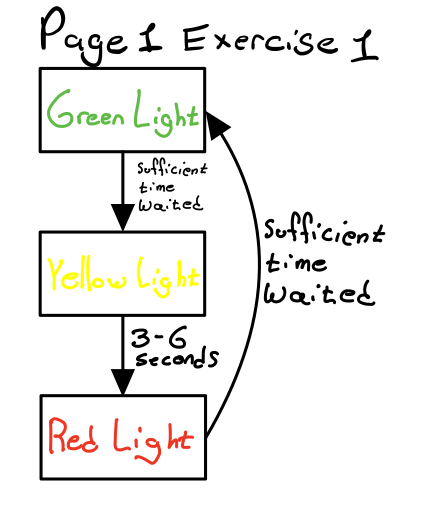 Page 1 Exercise 1
Green Light
Sufficient
time
waited
Yellow Light
Sufficient
time
waited
3-6
seconds
Red Light